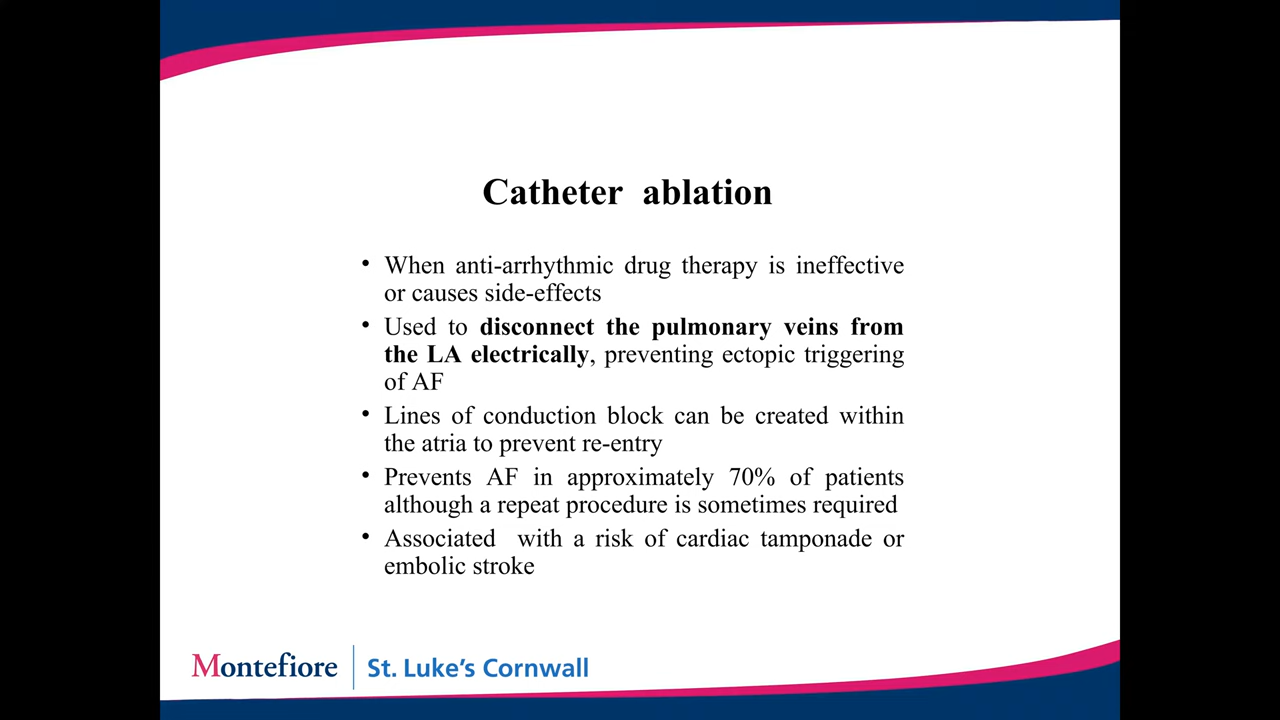 Catheter ablation
• When anti-arrhythmic drug therapy is ineffective
or causes side-effects
• Used to disconnect the pulmonary veins from
the LA electrically, preventing ectopic triggering
of AF
• Lines of conduction block can be created within
the atria to prevent re-entry
• Prevents AF in approximately 70% of patients
although a repeat procedure is sometimes required
• Associated with a risk of cardiac tamponade or
embolic stroke
Montefiore | St. Luke's Cornwall